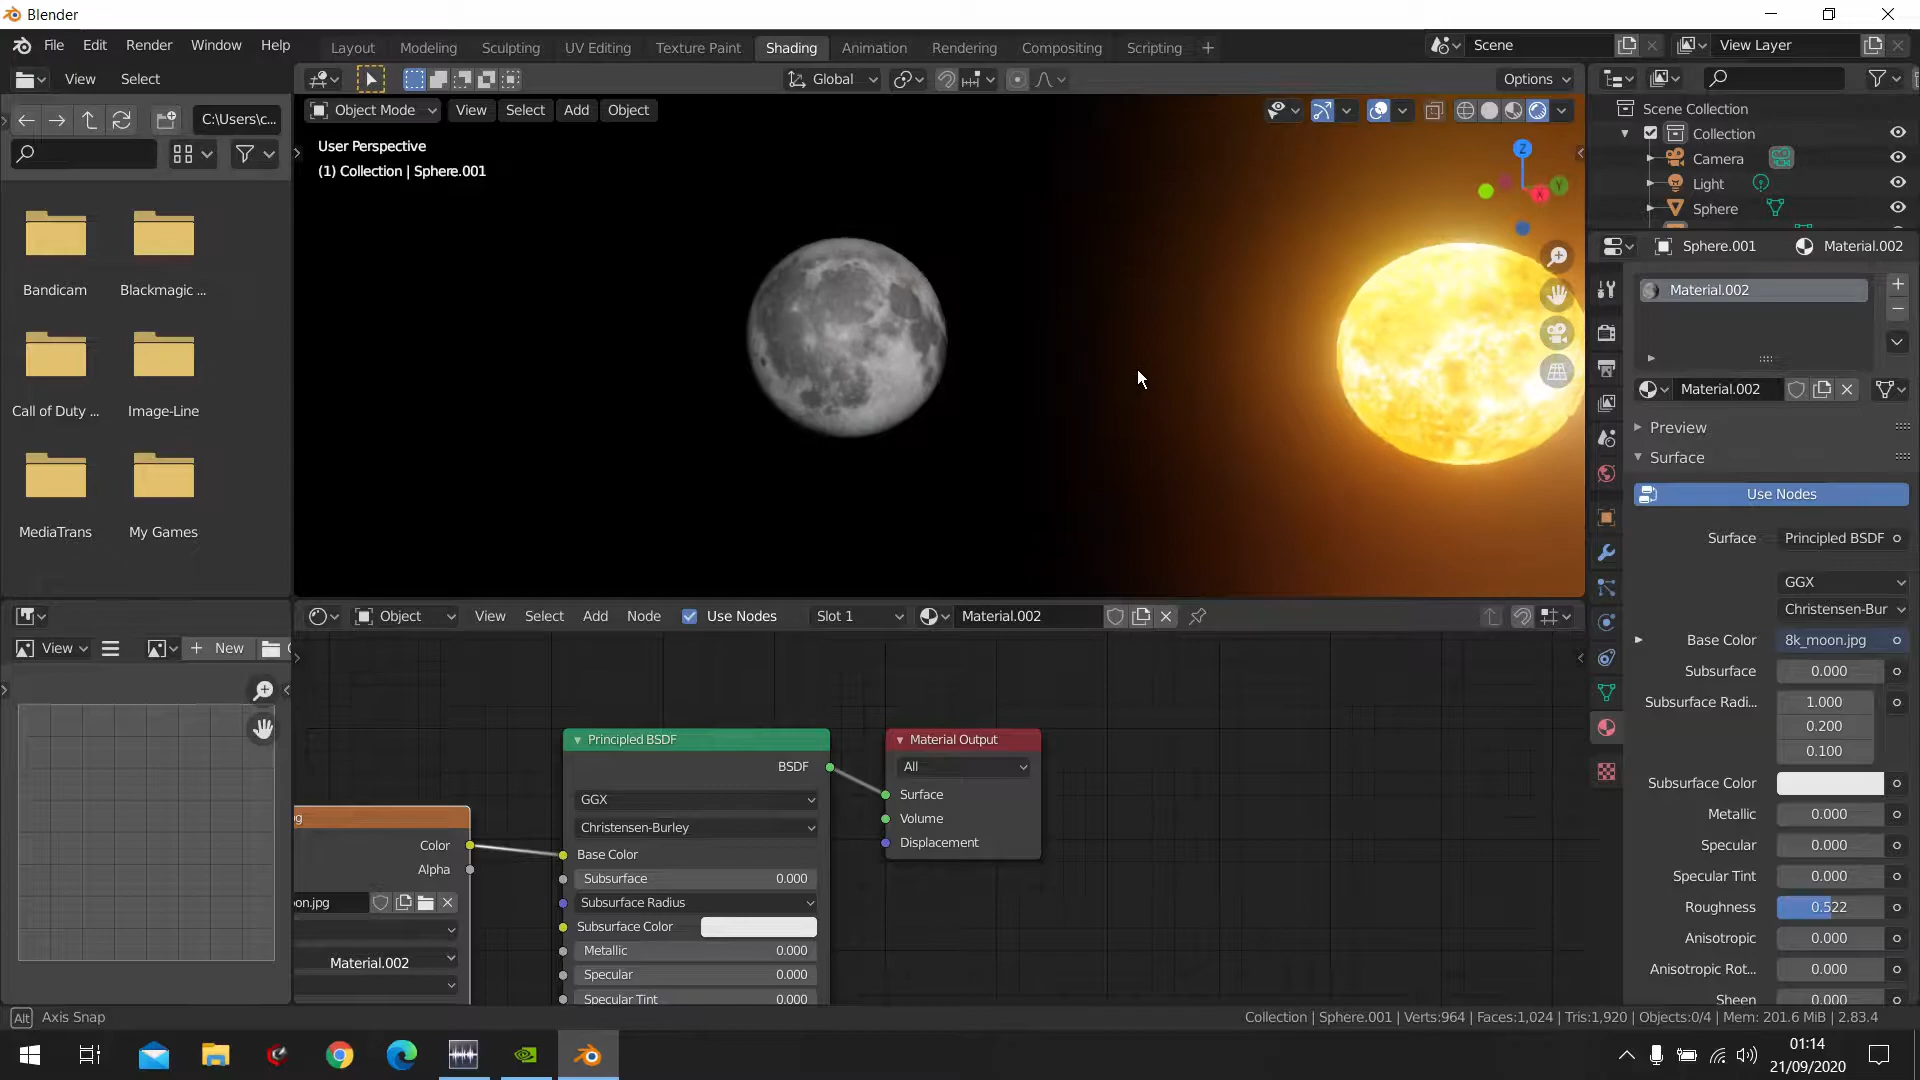 Blender
File Edit Render Window Help
Layout Modeling Sculpting UV Editing Texture Paint Shading Animation Rendering Compositing Scripting
Scene
View Layer
View Select
Global
Options
C:\Users\c...
Object Mode View Select Add Object
User Perspective
(1) Collection | Sphere.001
Z
Y
X
Scene Collection
Collection
Camera
Light
Sphere
Bandicam
Blackmagic ...
Call of Duty ...
Image-Line
MediaTrans
My Games
Sphere.001
Material.002
Material.002
Material.002
Preview
Surface
Use Nodes
Surface Principled BSDF
GGX
Christensen-Bur
Base Color 8k_moon.jpg
Subsurface 0.000
Subsurface Radi... 1.000
0.200
0.100
Subsurface Color
Metallic 0.000
Specular 0.000
Specular Tint 0.000
Roughness 0.522
Anisotropic 0.000
Anisotropic Rot... 0.000
Sheen 0.000
View
New
Object View Select Add Node Use Nodes Slot 1 Material.002
Color
Alpha
on.jpg
Material.002
Principled BSDF
BSDF
GGX
Christensen-Burley
Base Color
Subsurface 0.000
Subsurface Radius
Subsurface Color
Metallic 0.000
Specular 0.000
Specular Tint 0.000
Material Output
All
Surface
Volume
Displacement
Alt Axis Snap
Collection | Sphere.001 | Verts:964 | Faces:1,024 | Tris:1,920 | Objects:0/4 | Mem: 201.6 MiB | 2.83.4
01:14
21/09/2020